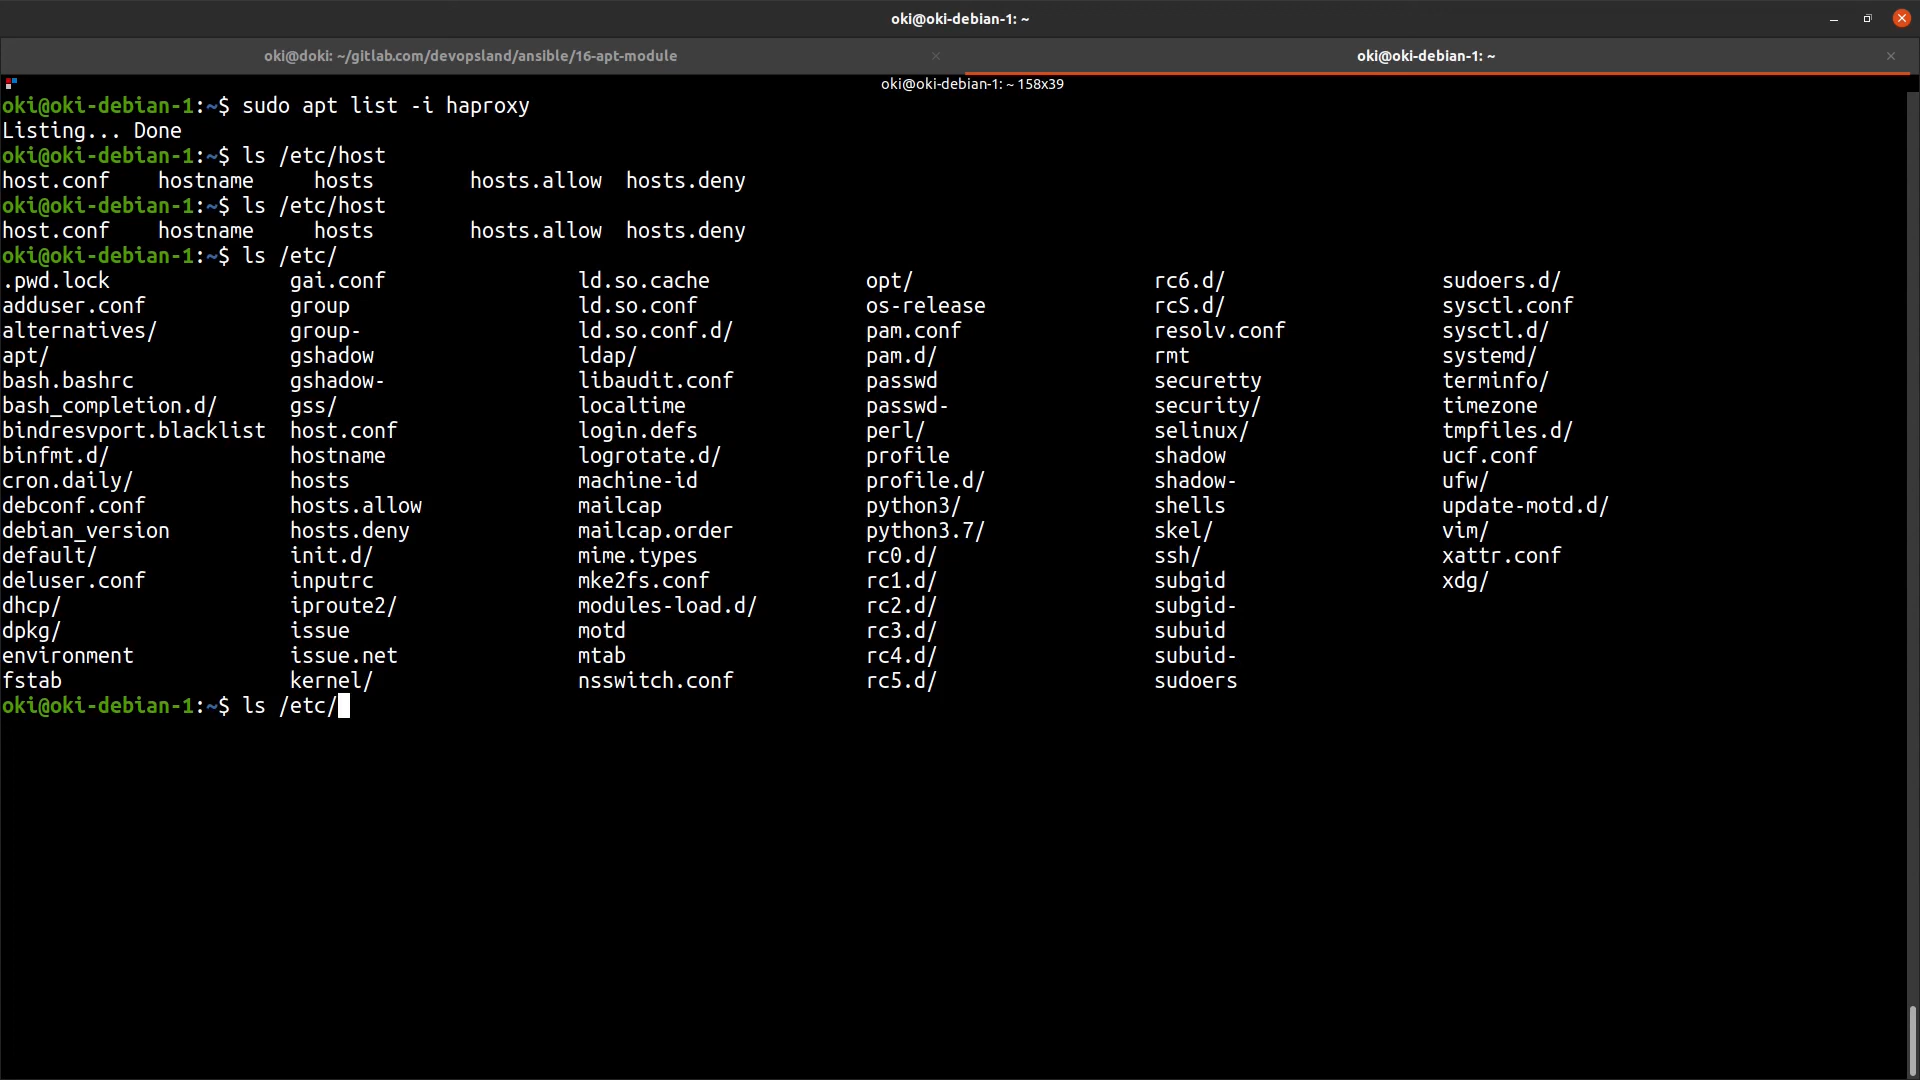 oki@oki-debian-1: ~
oki@doki: ~/gitlab.com/devopsland/ansible/16-apt-module
oki@oki-debian-1: ~
oki@oki-debian-1: ~ 158x39
oki@oki-debian-1:~$ sudo apt list -i haproxy
Listing... Done
oki@oki-debian-1:~$ ls /etc/host
host.conf    hostname     hosts        hosts.allow  hosts.deny
oki@oki-debian-1:~$ ls /etc/host
host.conf    hostname     hosts        hosts.allow  hosts.deny
oki@oki-debian-1:~$ ls /etc/
.pwd.lock               gai.conf                ld.so.cache             opt/                    rc6.d/                  sudoers.d/
adduser.conf            group                   ld.so.conf              os-release              rcS.d/                  sysctl.conf
alternatives/           group-                  ld.so.conf.d/           pam.conf                resolv.conf             sysctl.d/
apt/                    gshadow                 ldap/                   pam.d/                  rmt                     systemd/
bash.bashrc             gshadow-                libaudit.conf           passwd                  securetty               terminfo/
bash_completion.d/      gss/                    localtime               passwd-                 security/               timezone
bindresvport.blacklist  host.conf               login.defs              perl/                   selinux/                tmpfiles.d/
binfmt.d/               hostname                logrotate.d/            profile                 shadow                  ucf.conf
cron.daily/             hosts                   machine-id              profile.d/              shadow-                 ufw/
debconf.conf            hosts.allow             mailcap                 python3/                shells                  update-motd.d/
debian_version          hosts.deny              mailcap.order           python3.7/              skel/                   vim/
default/                init.d/                 mime.types              rc0.d/                  ssh/                    xattr.conf
deluser.conf            inputrc                 mke2fs.conf             rc1.d/                  subgid                  xdg/
dhcp/                   iproute2/               modules-load.d/         rc2.d/                  subgid-
dpkg/                   issue                   motd                    rc3.d/                  subuid
environment             issue.net               mtab                    rc4.d/                  subuid-
fstab                   kernel/                 nsswitch.conf           rc5.d/                  sudoers
oki@oki-debian-1:~$ ls /etc/